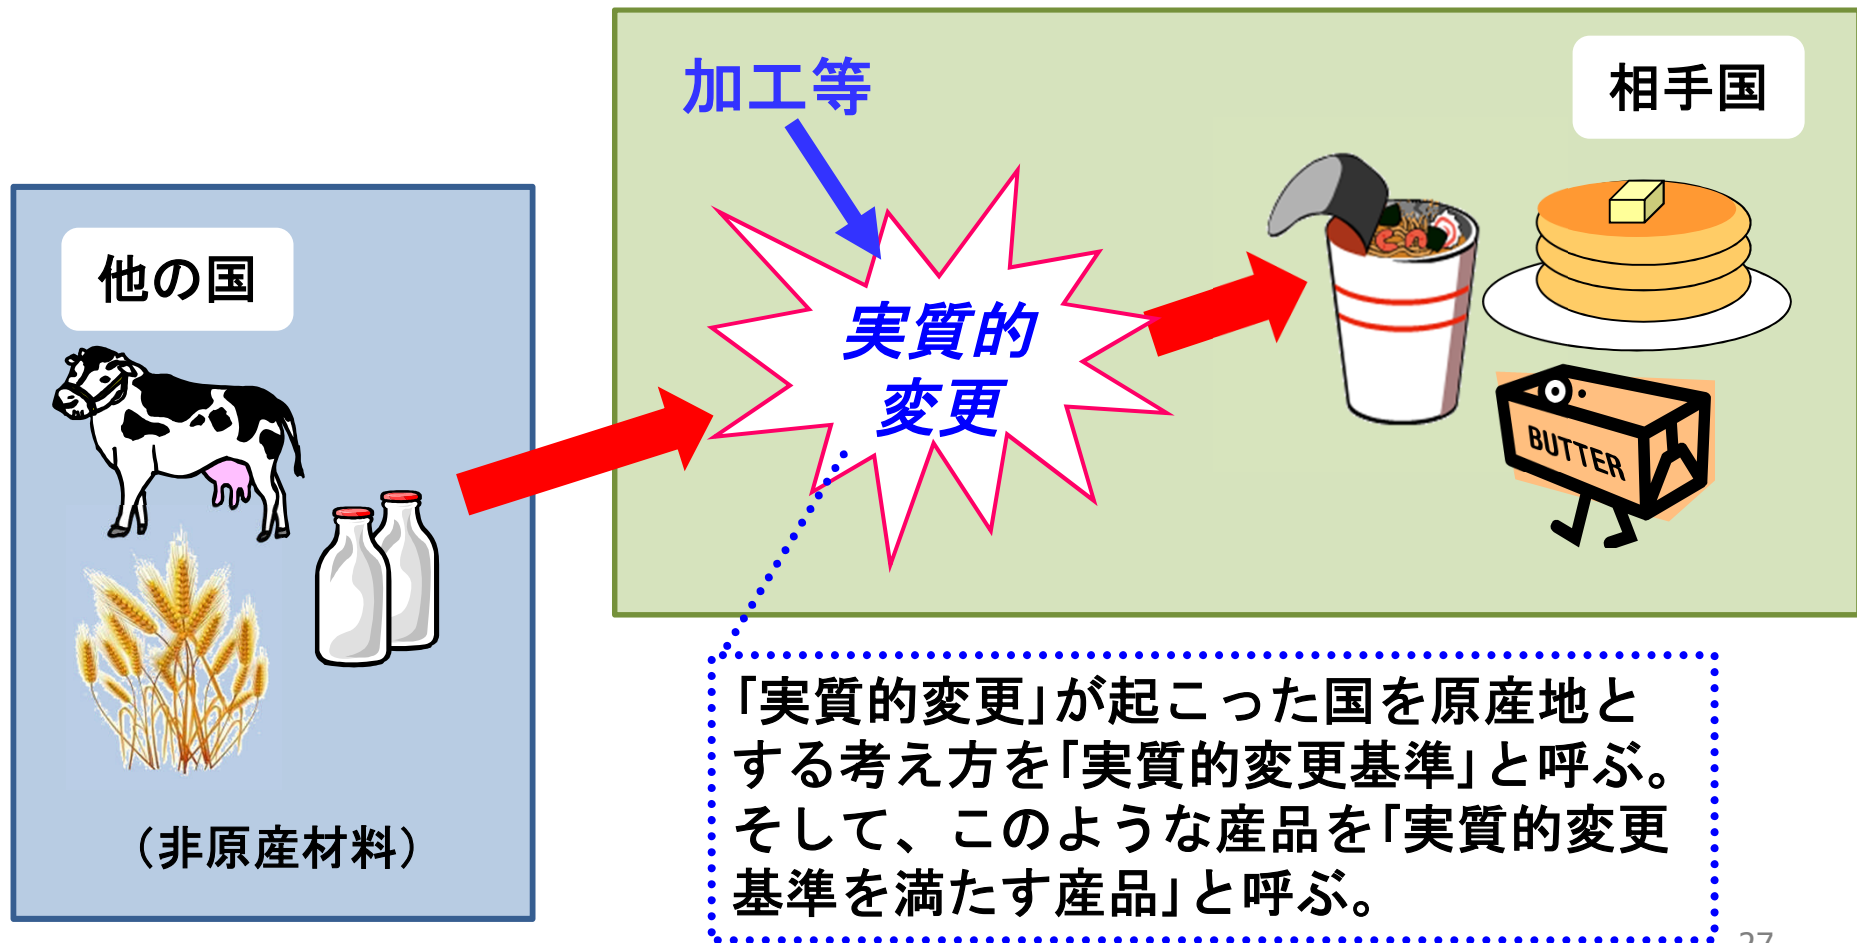 加工等
相手国
他の国
実質的
変更
BUTTER
（非原産材料）
「実質的変更」が起こった国を原産地と
する考え方を「実質的変更基準」と呼ぶ。
そして、このような産品を「実質的変更
基準を満たす産品」と呼ぶ。
27